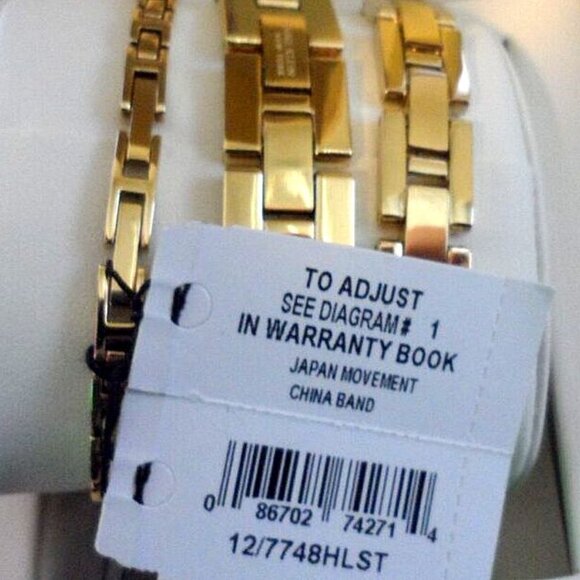 TO ADJUST
SEE DIAGRAM# 1
IN WARRANTY BOOK
JAPAN MOVEMENT
CHINA BAND
0 86702 74271 4
12/7748HLST